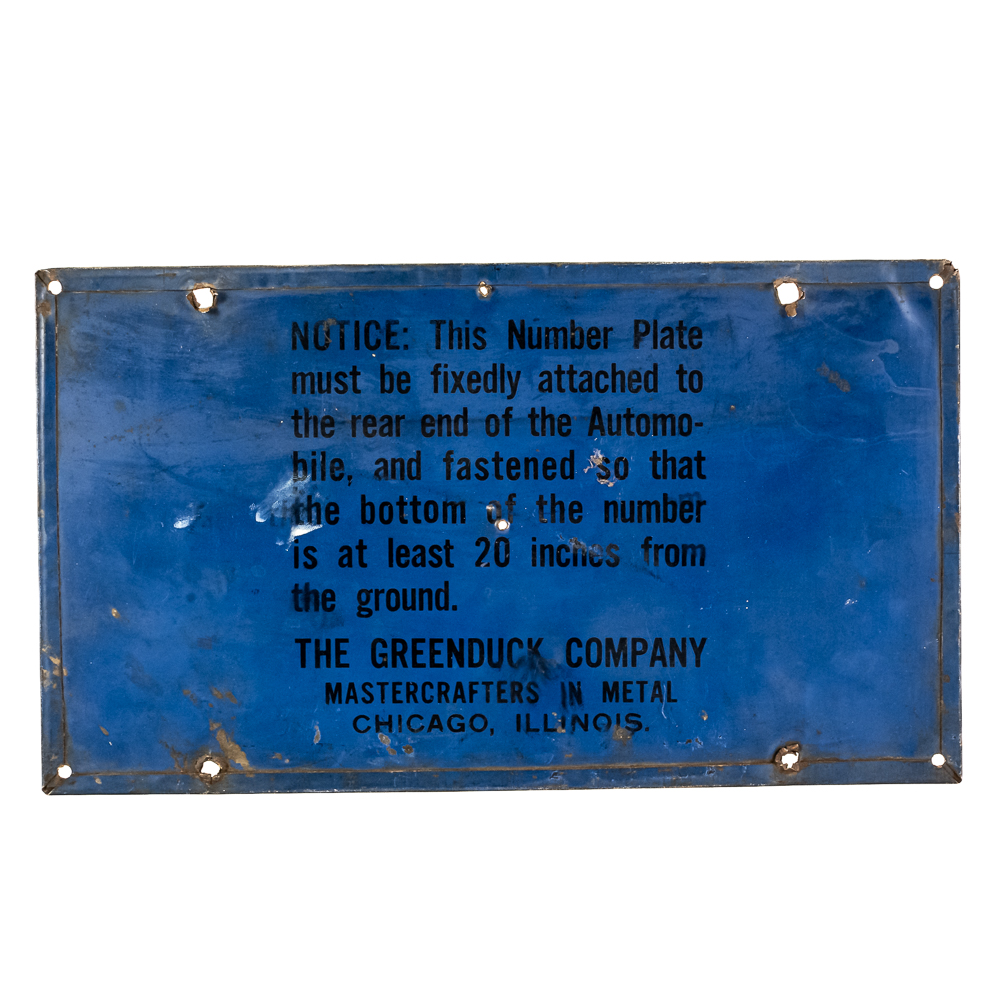 NOTICE: This Number Plate
must be fixedly attached to
the rear end of the Automo-
bile, and fastened so that
the bottom of the number
is at least 20 inches from
the ground.
THE GREENDUCK COMPANY
MASTERCRAFTERS IN METAL
CHICAGO, ILLINOIS.